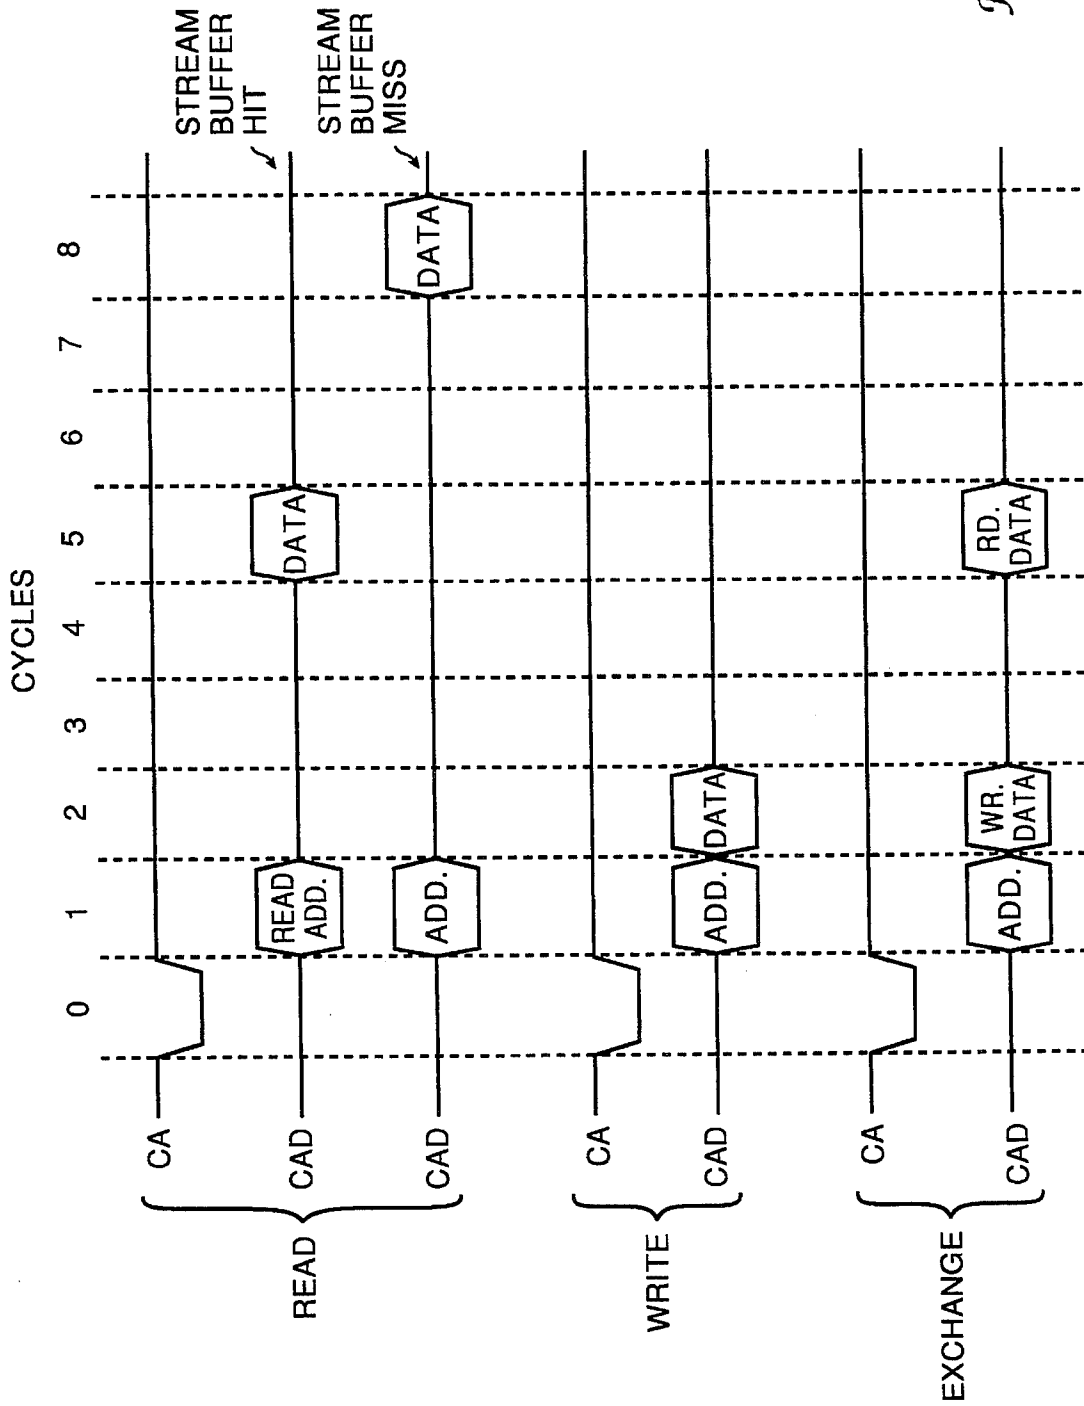 CYCLES
0 1 2 3 4 5 6 7 8
READ
CA
CAD
READ
ADD.
DATA
STREAM
BUFFER
HIT
CAD
ADD.
DATA
STREAM
BUFFER
MISS
WRITE
CA
CAD
ADD.
DATA
EXCHANGE
CA
CAD
ADD.
WR.
DATA
RD.
DATA